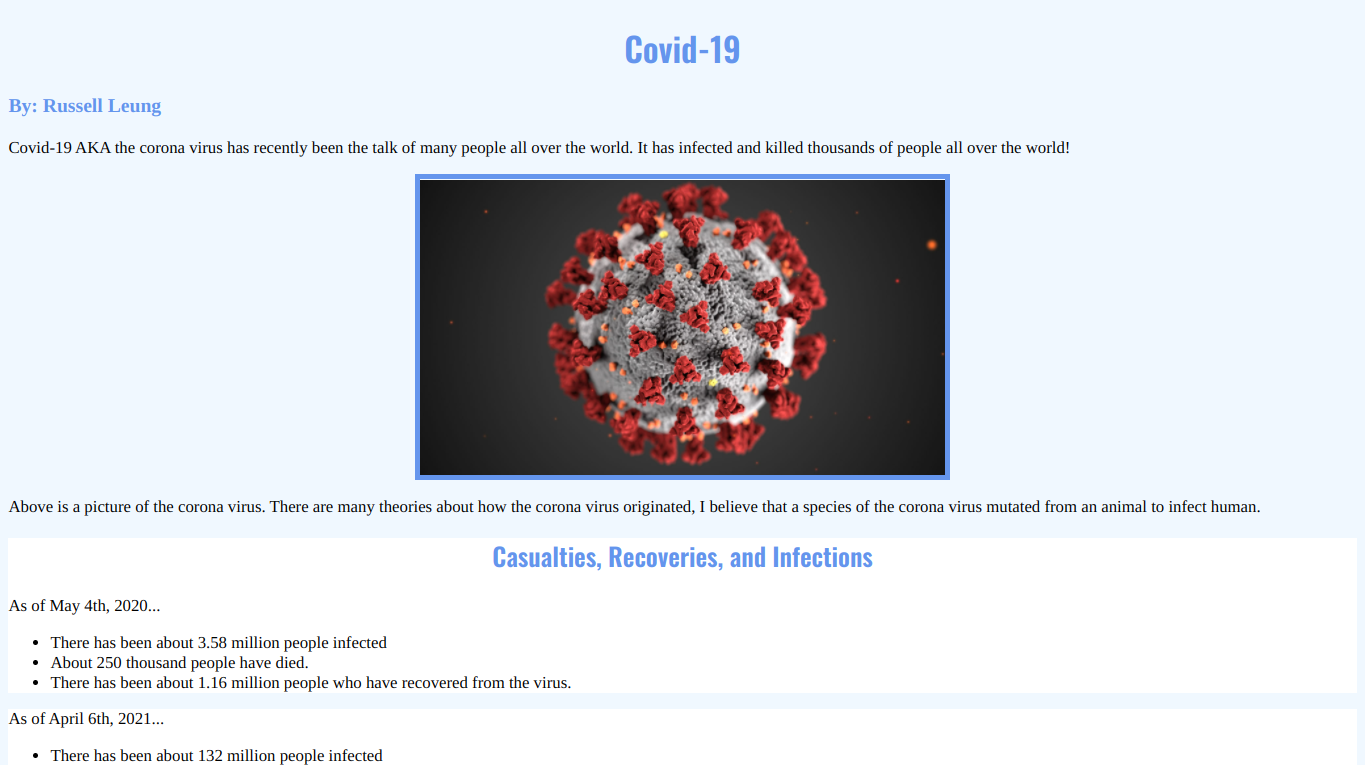 Covid-19
By: Russell Leung
Covid-19 AKA the corona virus has recently been the talk of many people all over the world. It has infected and killed thousands of people all over the world!
Above is a picture of the corona virus. There are many theories about how the corona virus originated, I believe that a species of the corona virus mutated from an animal to infect human.
Casualties, Recoveries, and Infections
As of May 4th, 2020...
• There has been about 3.58 million people infected
• About 250 thousand people have died.
• There has been about 1.16 million people who have recovered from the virus.
As of April 6th, 2021...
• There has been about 132 million people infected